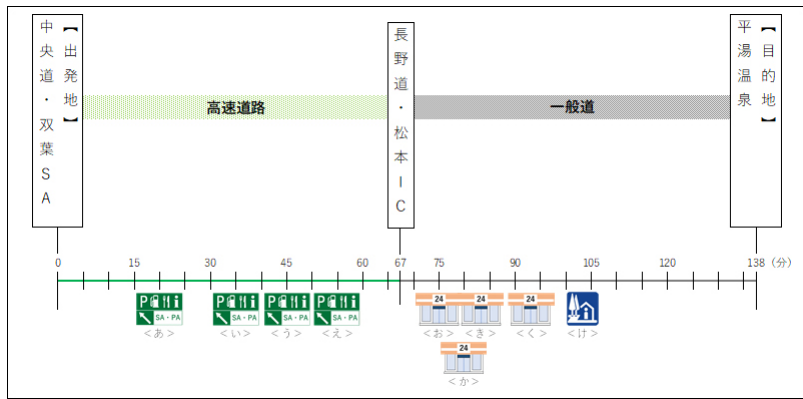 【出発地】
中央道・双葉SA
高速道路
長野道・松本IC
一般道
【目的地】
平湯温泉
0 15 30 45 60 67 75 90 105 120 138（分）
P i SA・PA
P i SA・PA
P i SA・PA
P i SA・PA
<あ> <い> <う> <え>
24 24 24
<お> <き> <く> <け>
24
<か>